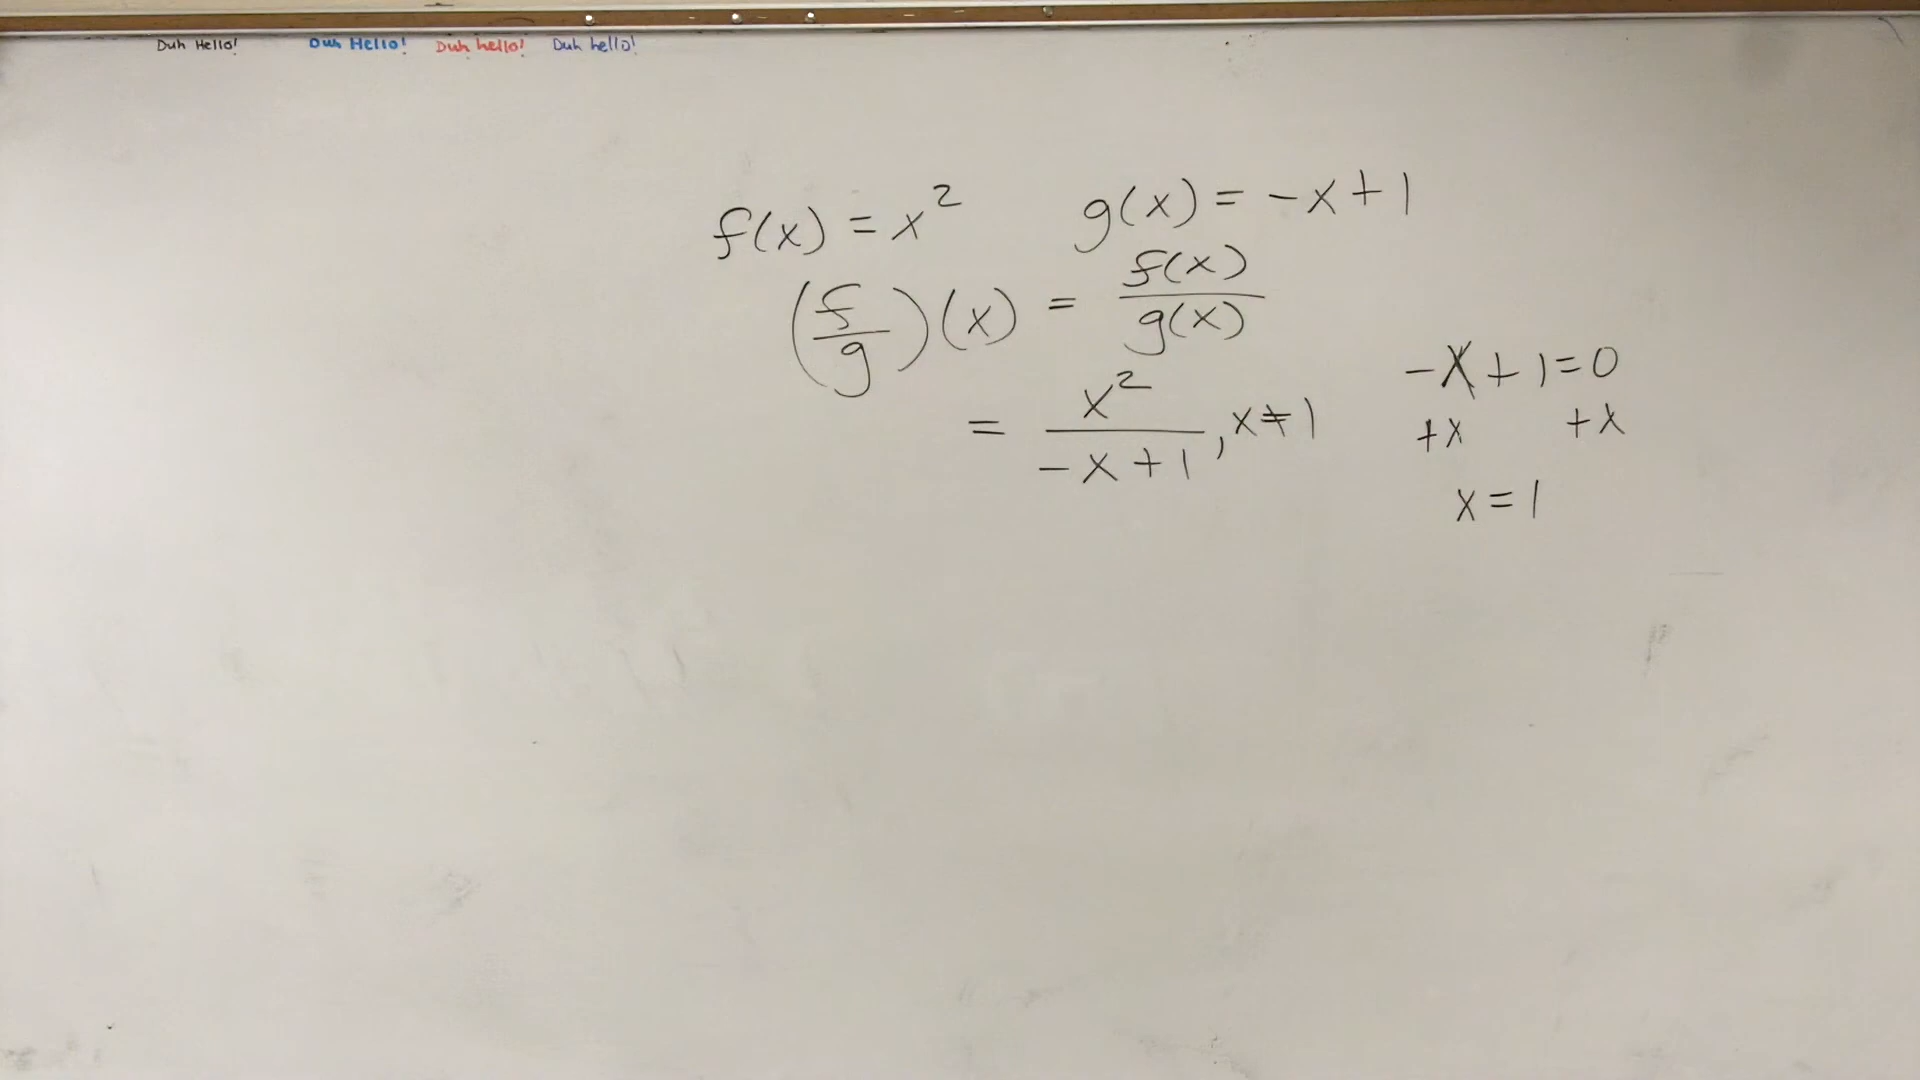 Duh Hello! Duh Hello! Duh hello! Duh hello!
f(x) = x² g(x) = -x + 1
(f/g)(x) = f(x)/g(x)
= x²/(-x + 1), x ≠ 1
-x + 1 = 0
+x +x
x = 1